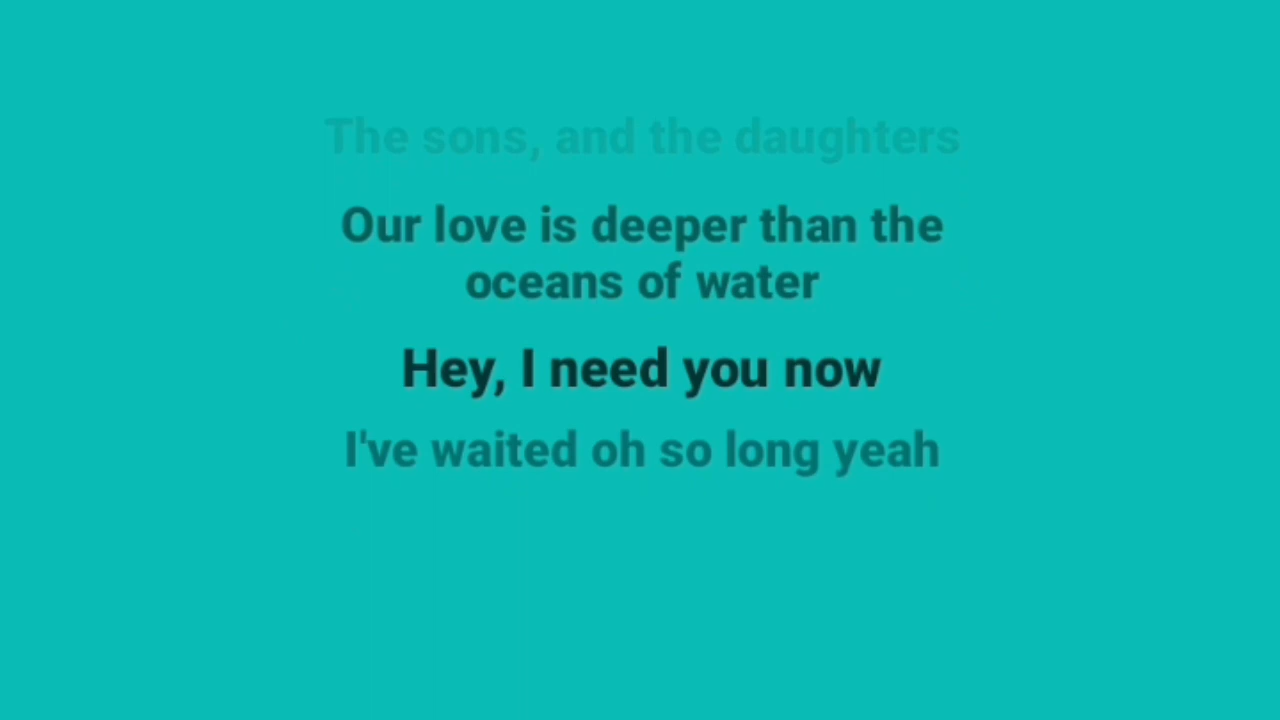 The sons, and the daughters
Our love is deeper than the
oceans of water
Hey, I need you now
I've waited oh so long yeah